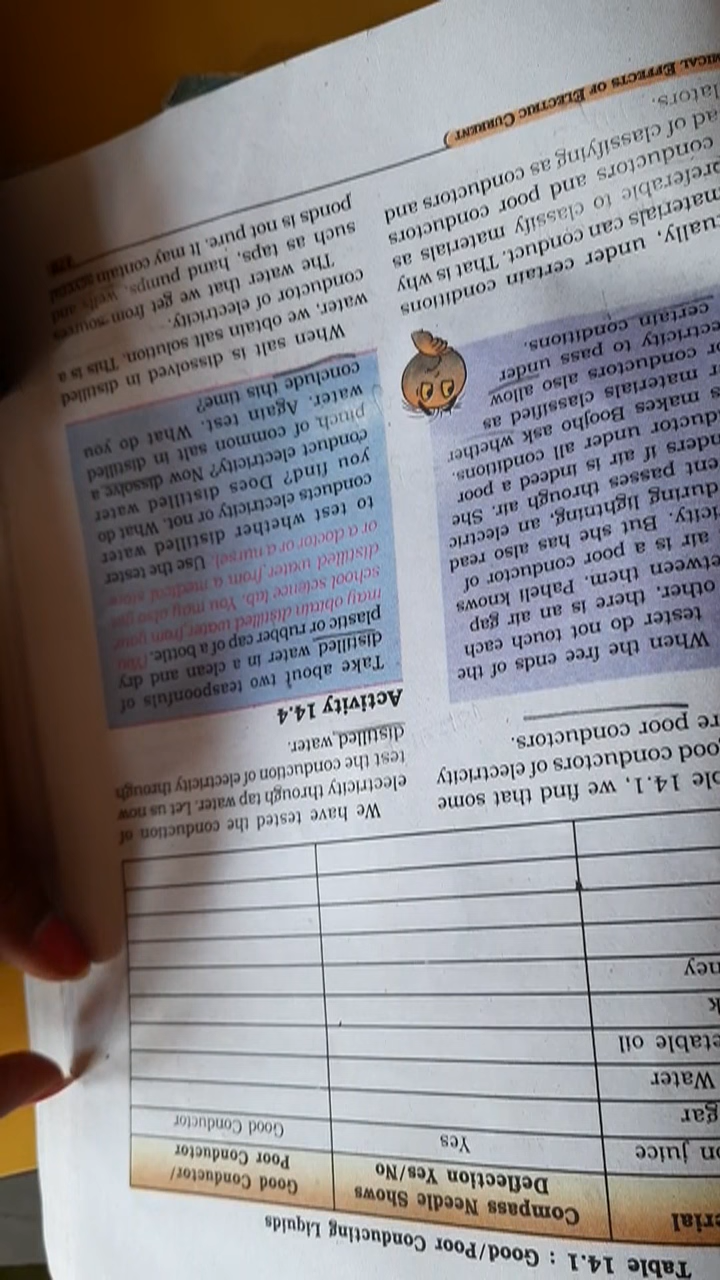 Table 14.1 : Good/Poor Conducting Liquids
Compass Needle Shows
Deflection Yes/No
Good Conductor/
Poor Conductor
on juice
Yes
Good Conductor
gar
Water
etable oil
k
ney
ble 14.1, we find that some
ood conductors of electricity
re poor conductors.
When the free ends of the
tester do not touch each
other, there is an air gap
etween them. Paheli knows
air is a poor conductor of
icity. But she has also read
during lightning, an electric
ent passes through air. She
nders if air is indeed a poor
ductor under all conditions.
s makes Boojho ask whether
r materials classified as
or conductors also allow
ectricity to pass under
certain conditions.
ually, under certain conditions
materials can conduct. That is why
preferable to classify materials as
conductors and poor conductors
ad of classifying as conductors and
lators.
We have tested the conduction of
electricity through tap water. Let us now
test the conduction of electricity through
distilled water.
Activity 14.4
Take about two teaspoonfuls of
distilled water in a clean and dry
plastic or rubber cap of a bottle. (You
may obtain distilled water from your
school science lab. You may also get
distilled water from a medical store
or a doctor or a nurse). Use the tester
to test whether distilled water
conducts electricity or not. What do
you find? Does distilled water
conduct electricity? Now dissolve a
pinch of common salt in distilled
water. Again test. What do you
conclude this time?
When salt is dissolved in distilled
water, we obtain salt solution. This is a
conductor of electricity.
The water that we get from sources
such as taps, hand pumps, wells and
ponds is not pure. It may contain several
MICAL EFFECTS OF ELECTRIC CURRENT